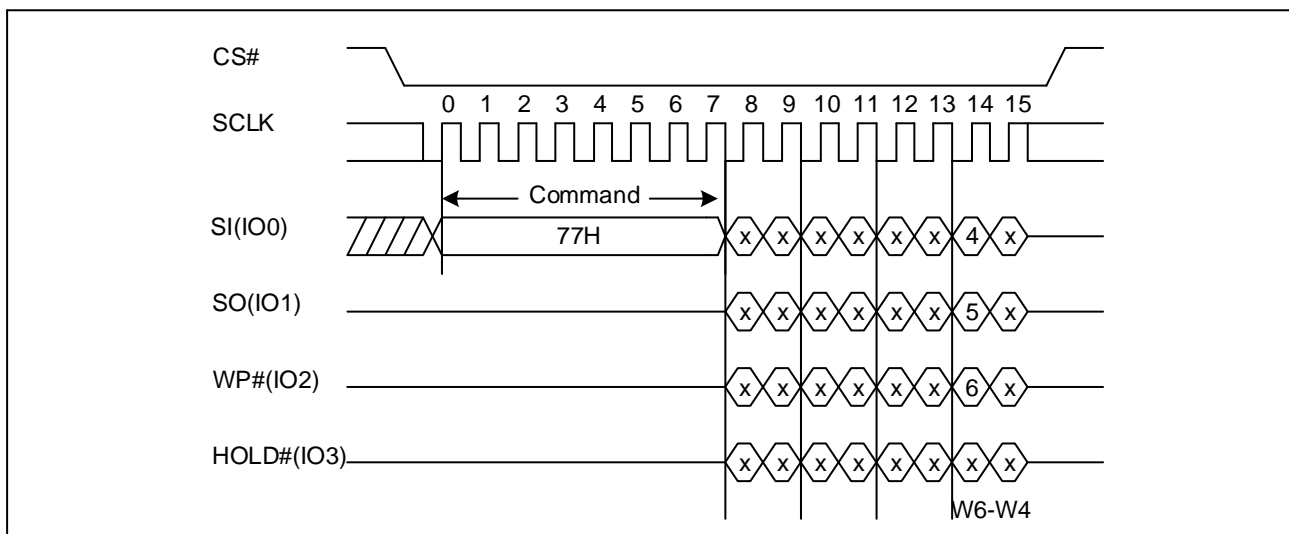 CS#
0 1 2 3 4 5 6 7 8 9 10 11 12 13 14 15
SCLK
Command
SI(IO0)
77H x x x x x x 4 x
SO(IO1)
x x x x x x 5 x
WP#(IO2)
x x x x x x 6 x
HOLD#(IO3)
x x x x x x x x
W6-W4